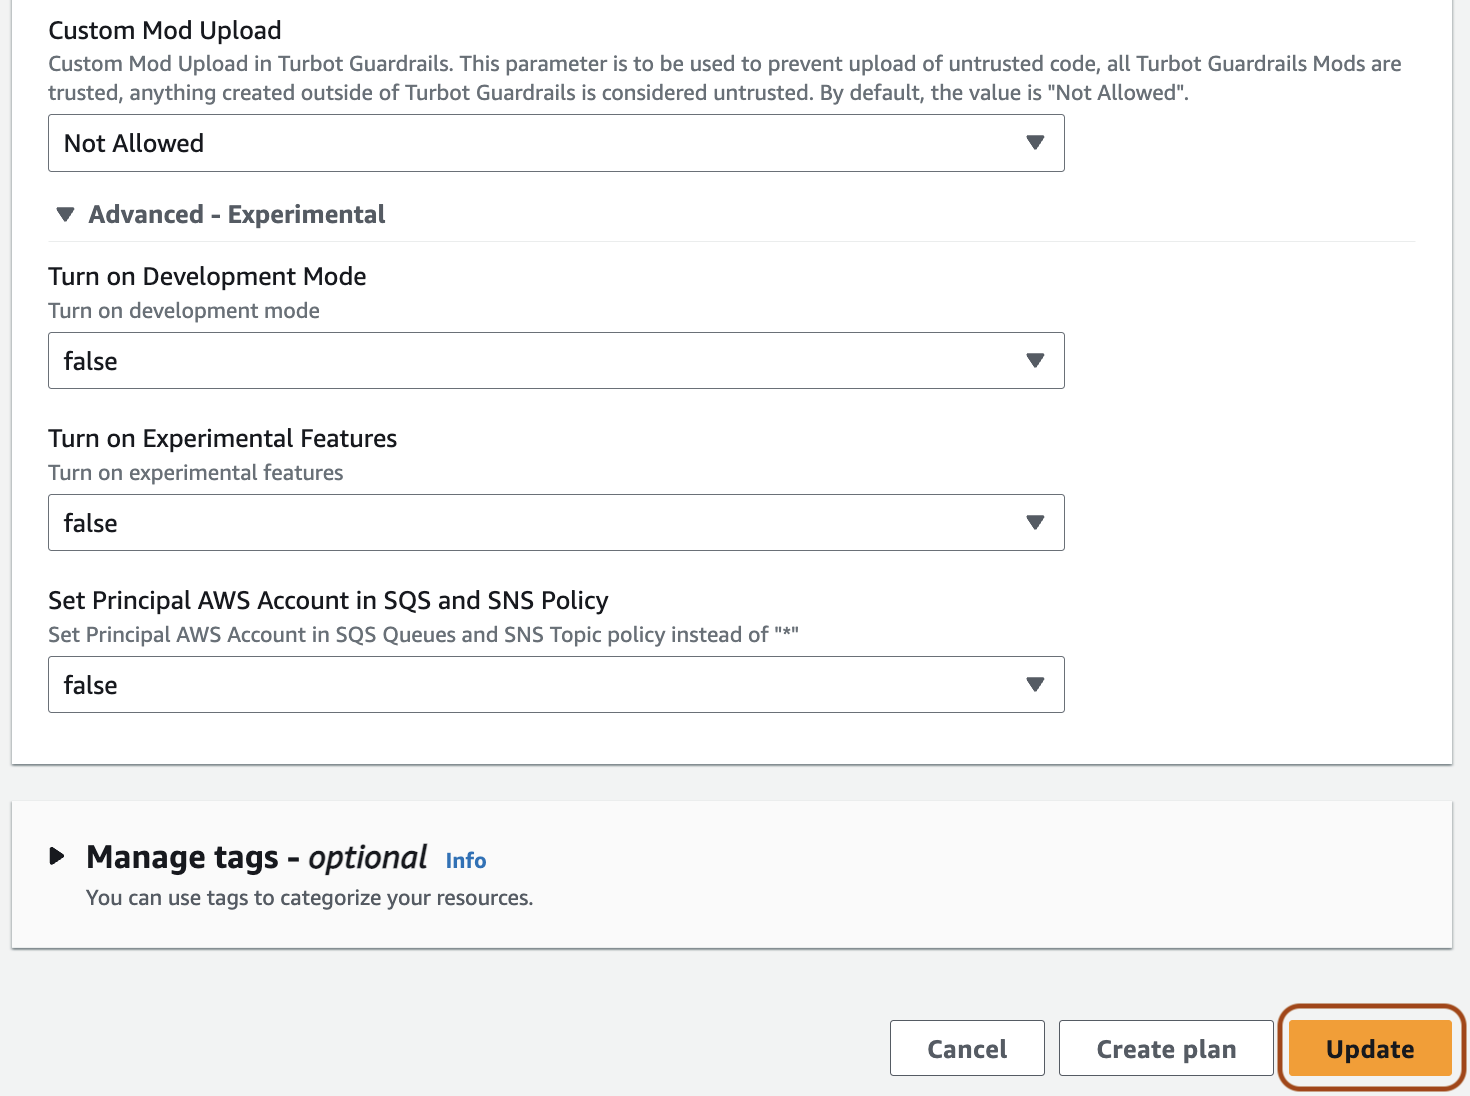 Custom Mod Upload
Custom Mod Upload in Turbot Guardrails. This parameter is to be used to prevent upload of untrusted code, all Turbot Guardrails Mods are
trusted, anything created outside of Turbot Guardrails is considered untrusted. By default, the value is "Not Allowed".
Not Allowed
Advanced - Experimental
Turn on Development Mode
Turn on development mode
false
Turn on Experimental Features
Turn on experimental features
false
Set Principal AWS Account in SQS and SNS Policy
Set Principal AWS Account in SQS Queues and SNS Topic policy instead of "*"
false
Manage tags - optional Info
You can use tags to categorize your resources.
Cancel Create plan Update